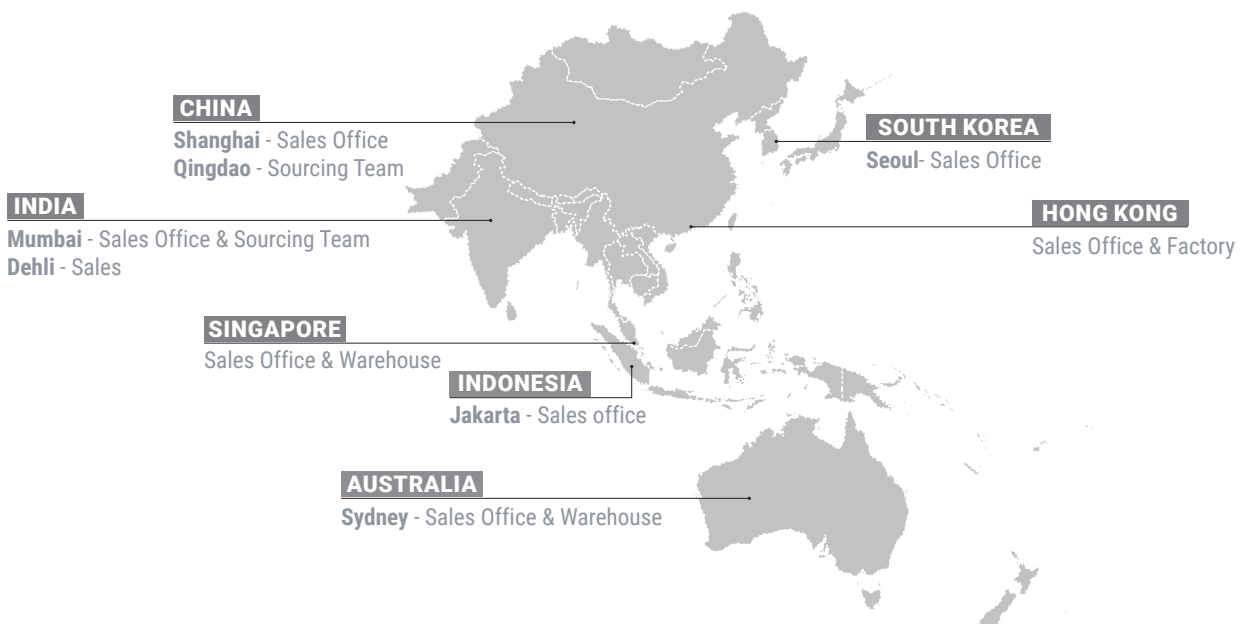 CHINA
Shanghai - Sales Office
Qingdao - Sourcing Team
SOUTH KOREA
Seoul- Sales Office
INDIA
Mumbai - Sales Office & Sourcing Team
Dehli - Sales
HONG KONG
Sales Office & Factory
SINGAPORE
Sales Office & Warehouse
INDONESIA
Jakarta - Sales office
AUSTRALIA
Sydney - Sales Office & Warehouse